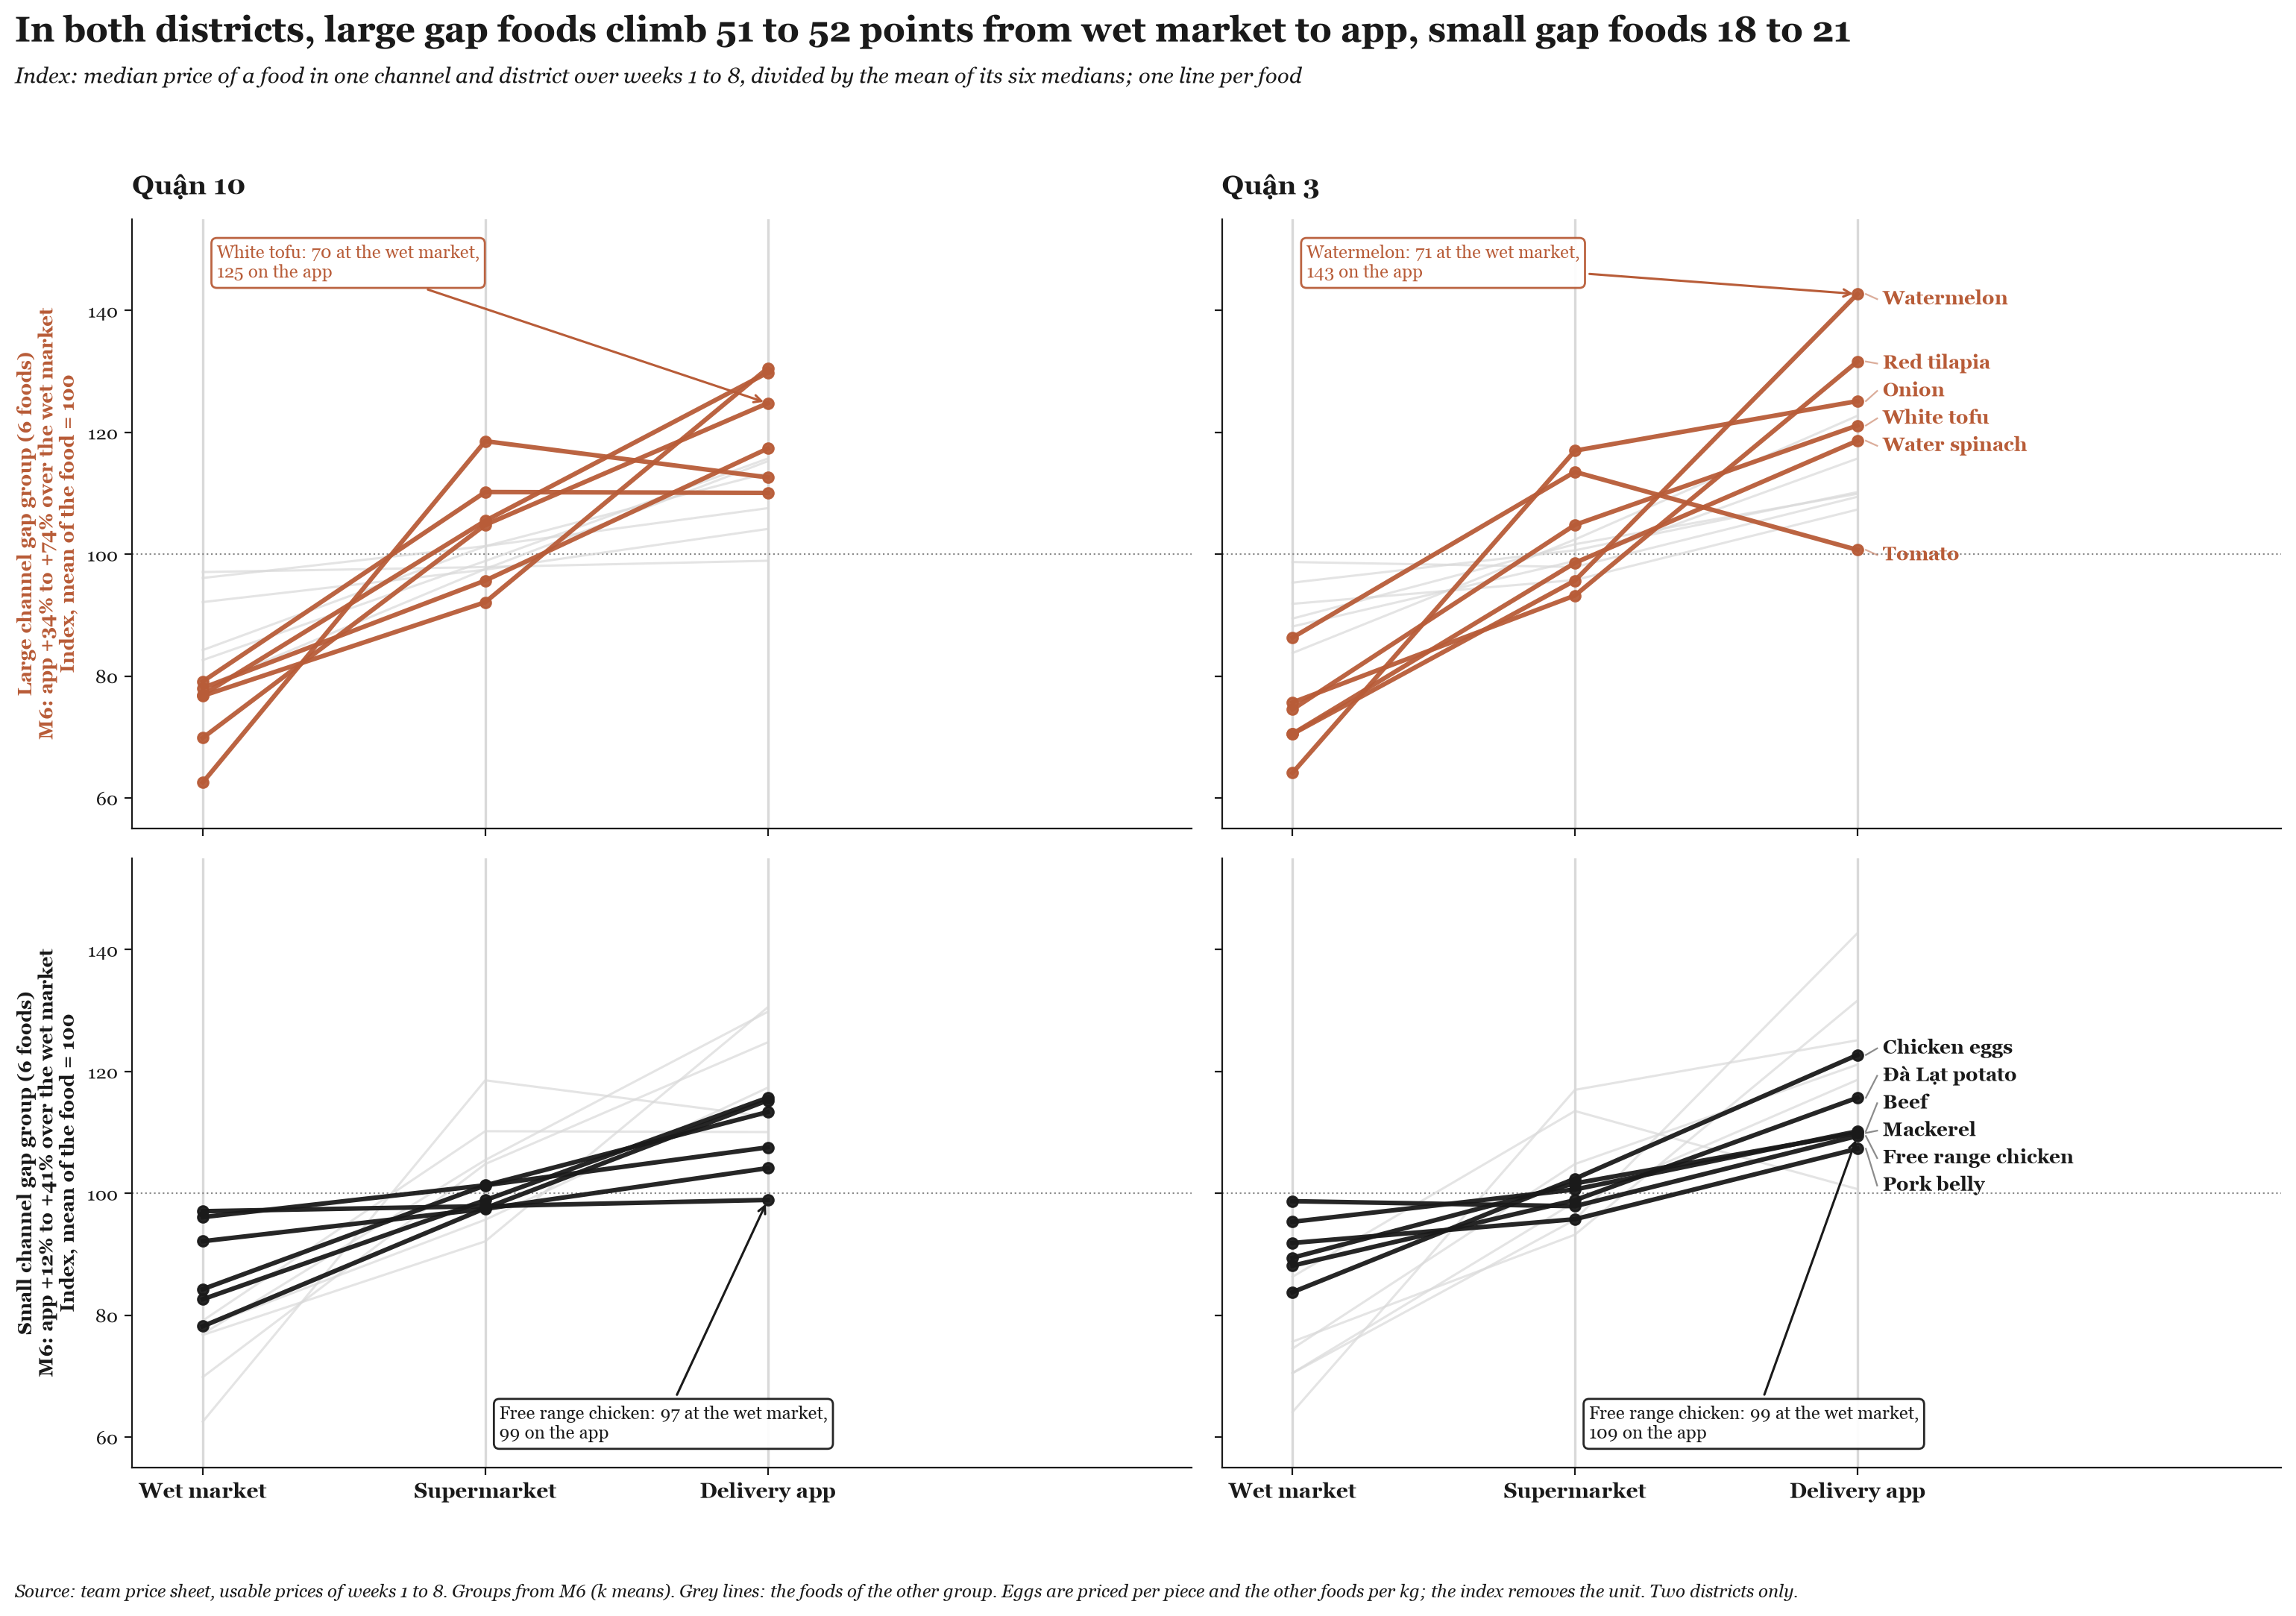 In both districts, large gap foods climb 51 to 52 points from wet market to app, small gap foods 18 to 21
Index: median price of a food in one channel and district over weeks 1 to 8, divided by the mean of its six medians; one line per food
Quận 10
Quận 3
Large channel gap group (6 foods)
M6: app +34% to +74% over the wet market
Index, mean of the food = 100
140
120
100
80
60
White tofu: 70 at the wet market,
125 on the app
Watermelon: 71 at the wet market,
143 on the app
Watermelon
Red tilapia
Onion
White tofu
Water spinach
Tomato
Small channel gap group (6 foods)
M6: app +12% to +41% over the wet market
Index, mean of the food = 100
140
120
100
80
60
Free range chicken: 97 at the wet market,
99 on the app
Chicken eggs
Đà Lạt potato
Beef
Mackerel
Free range chicken
Pork belly
Free range chicken: 99 at the wet market,
109 on the app
Wet market
Supermarket
Delivery app
Wet market
Supermarket
Delivery app
Source: team price sheet, usable prices of weeks 1 to 8. Groups from M6 (k means). Grey lines: the foods of the other group. Eggs are priced per piece and the other foods per kg; the index removes the unit. Two districts only.